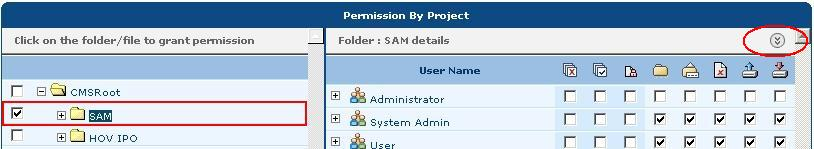 Permission By Project
Click on the folder/file to grant permission
Folder : SAM details
User Name
CMSRoot
SAM
HOV IPO
Administrator
System Admin
User